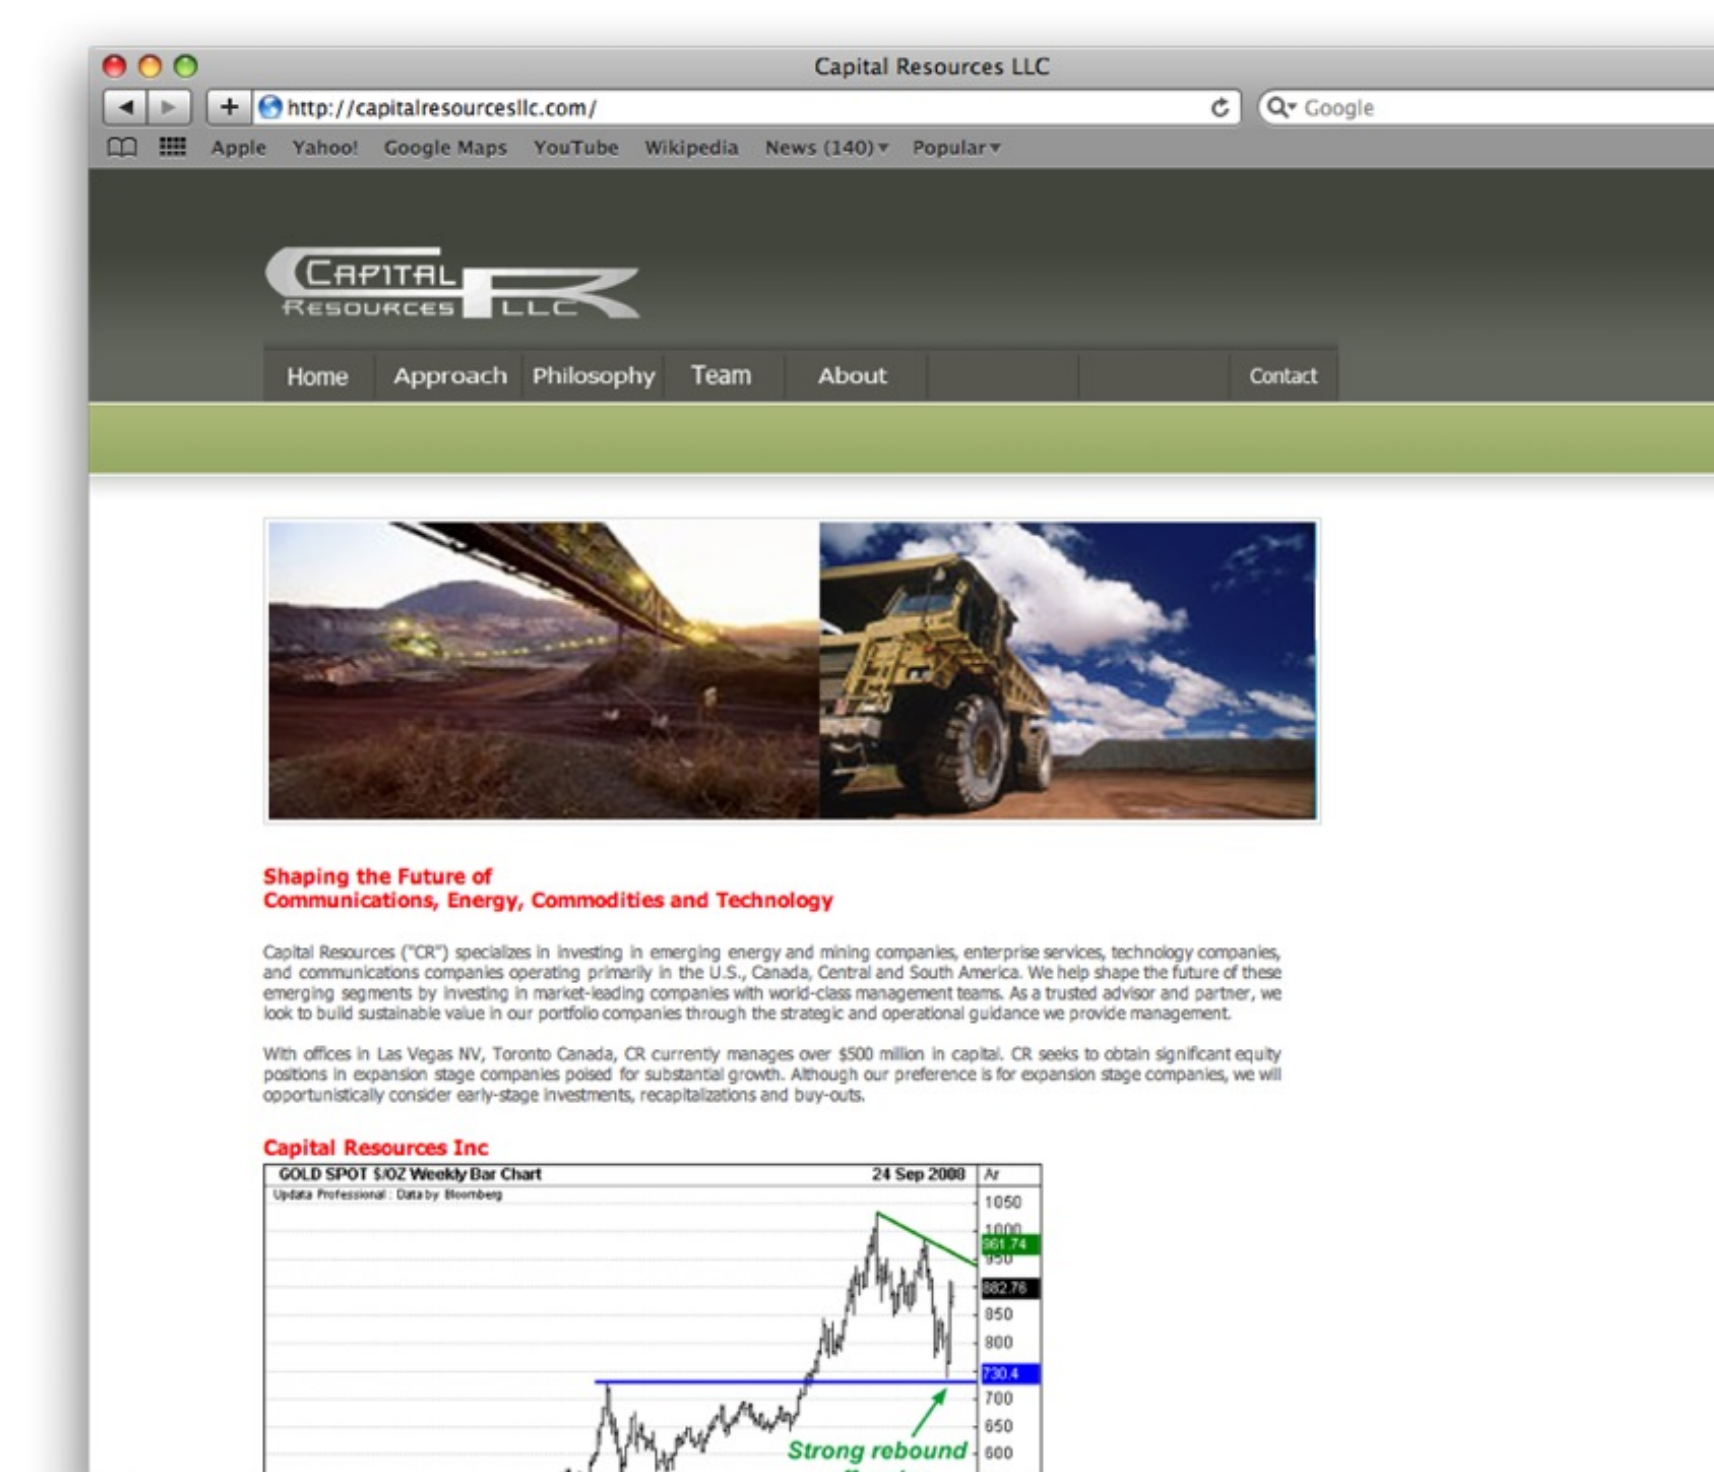 Capital Resources LLC
http://capitalresourcesllc.com/
Google
Apple Yahoo! Google Maps YouTube Wikipedia News (140) Popular
CAPITAL
RESOURCES LLC
Home Approach Philosophy Team About Contact
Shaping the Future of
Communications, Energy, Commodities and Technology
Capital Resources ("CR") specializes in investing in emerging energy and mining companies, enterprise services, technology companies,
and communications companies operating primarily in the U.S., Canada, Central and South America. We help shape the future of these
emerging segments by investing in market-leading companies with world-class management teams. As a trusted advisor and partner, we
look to build sustainable value in our portfolio companies through the strategic and operational guidance we provide management.
With offices in Las Vegas NV, Toronto Canada, CR currently manages over $500 million in capital. CR seeks to obtain significant equity
positions in expansion stage companies poised for substantial growth. Although our preference is for expansion stage companies, we will
opportunistically consider early-stage investments, recapitalizations and buy-outs.
Capital Resources Inc
GOLD SPOT $/OZ Weekly Bar Chart 24 Sep 2008 Ar
Updata Professional : Data by Bloomberg
1050
1000
961.74
950
882.76
850
800
730.4
700
650
Strong rebound 600